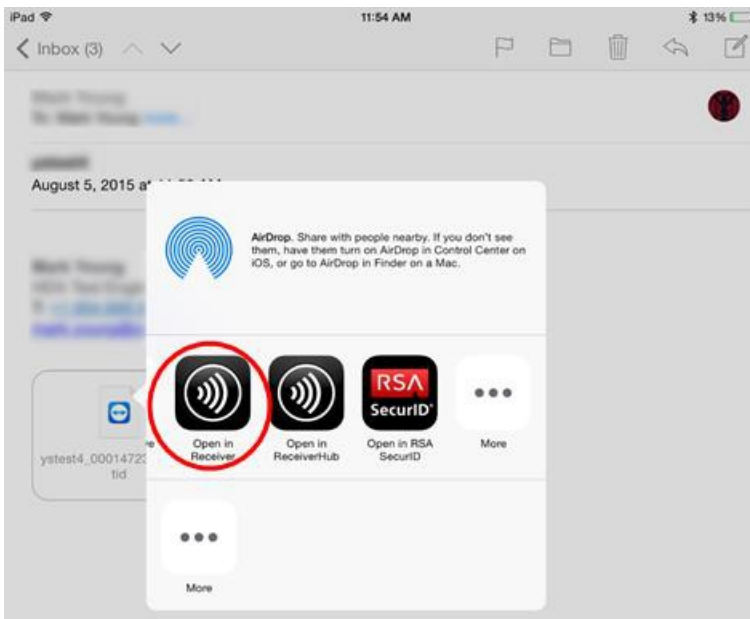 iPad 11:54 AM 13%
Inbox (3)
August 5, 2015
AirDrop. Share with people nearby. If you don't see
them, have them turn on AirDrop in Control Center on
iOS, or go to AirDrop in Finder on a Mac.
RSA
SecurID
Open in
Receiver
Open in
ReceiverHub
Open in RSA
SecurID
More
tid
More